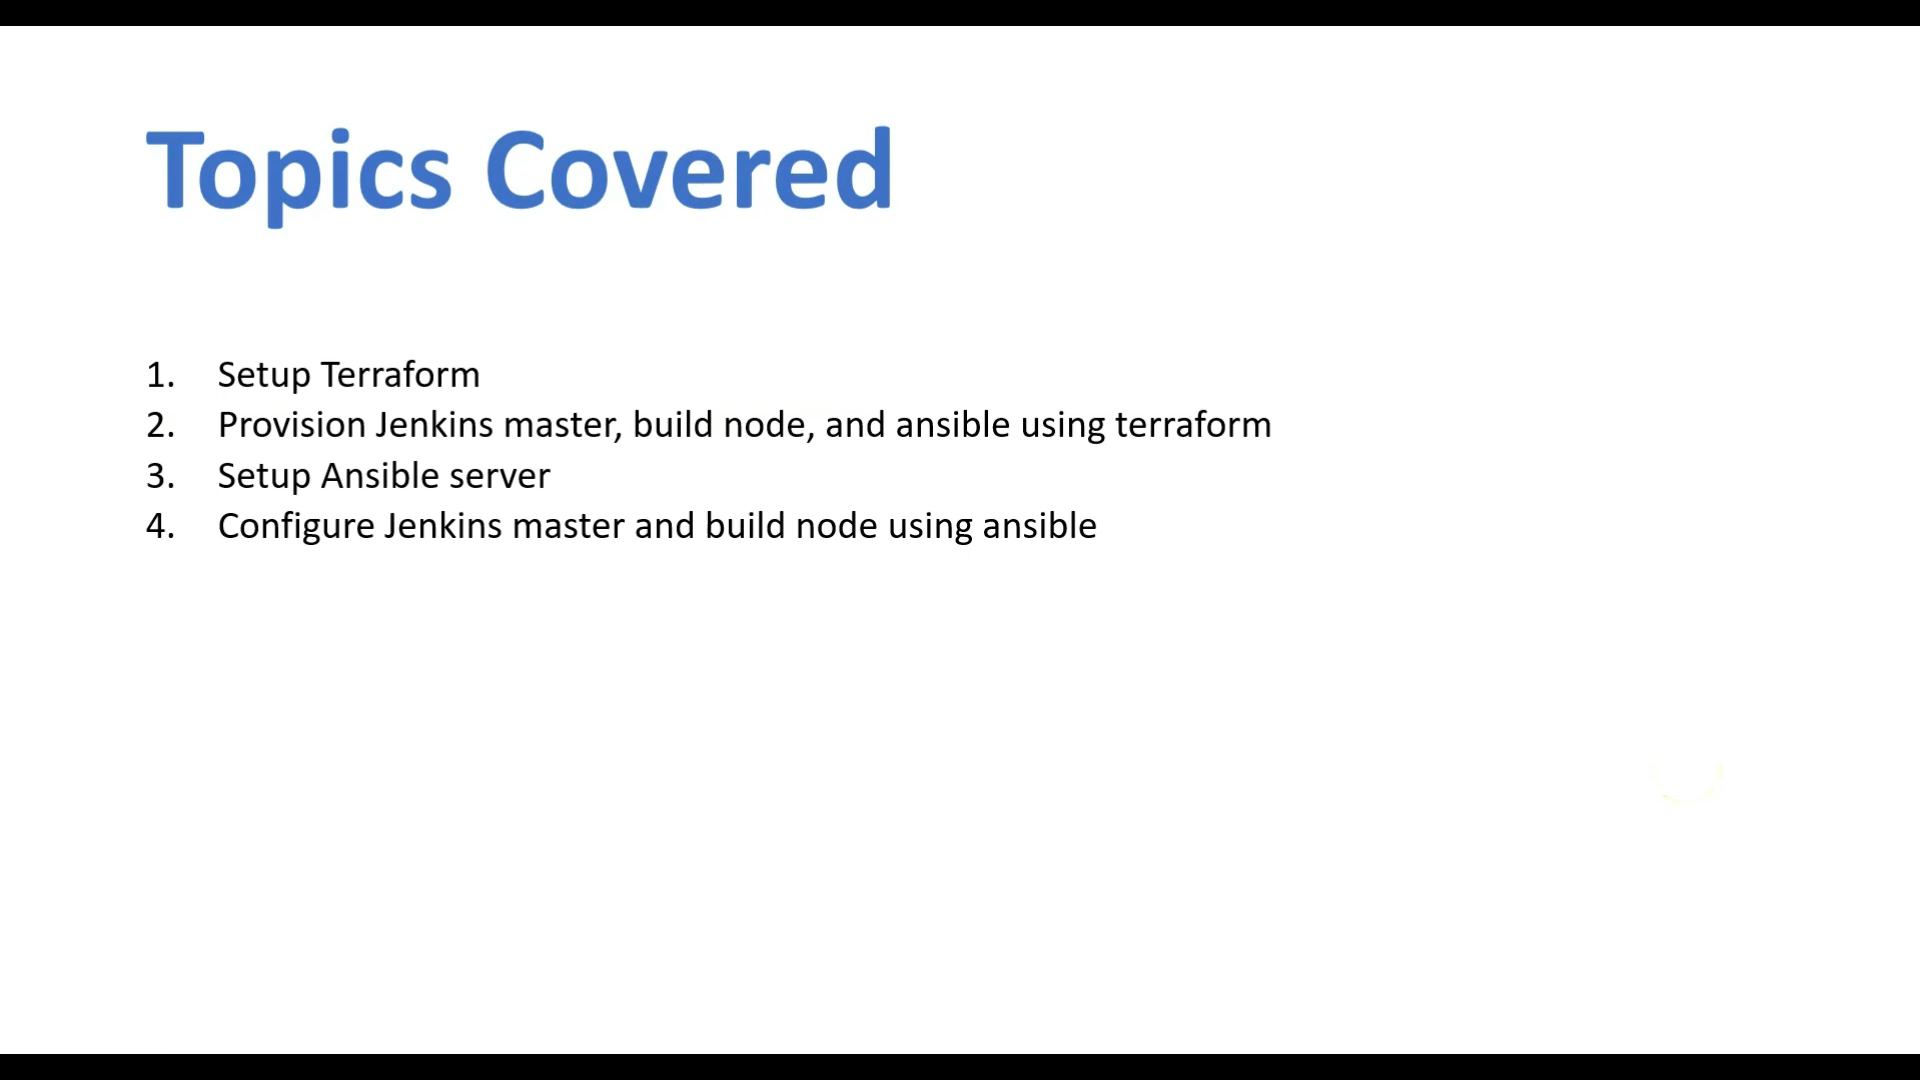 Topics Covered
1. Setup Terraform
2. Provision Jenkins master, build node, and ansible using terraform
3. Setup Ansible server
4. Configure Jenkins master and build node using ansible